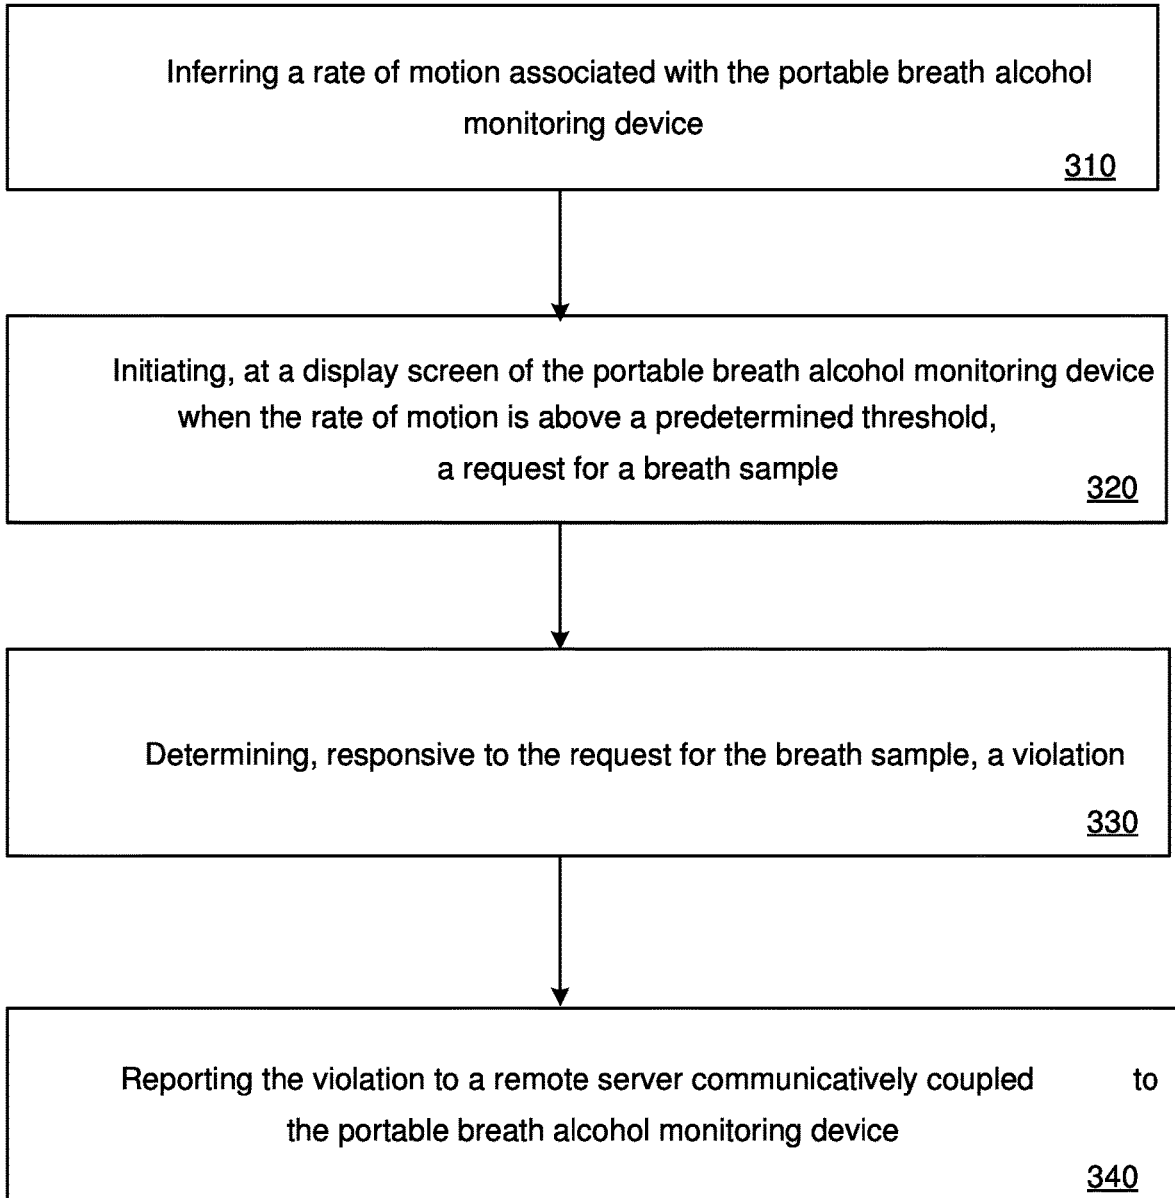 Inferring a rate of motion associated with the portable breath alcohol
monitoring device
310
Initiating, at a display screen of the portable breath alcohol monitoring device
when the rate of motion is above a predetermined threshold,
a request for a breath sample
320
Determining, responsive to the request for the breath sample, a violation
330
Reporting the violation to a remote server communicatively coupled to
the portable breath alcohol monitoring device
340